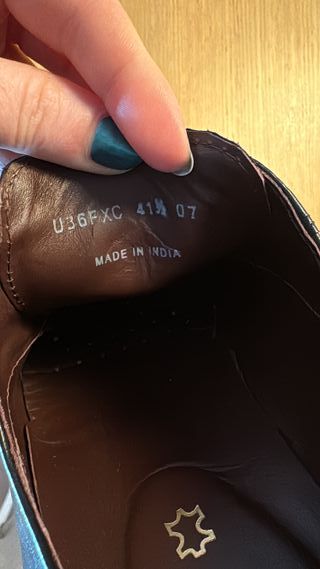 U36FXC 41½ 07
MADE IN INDIA